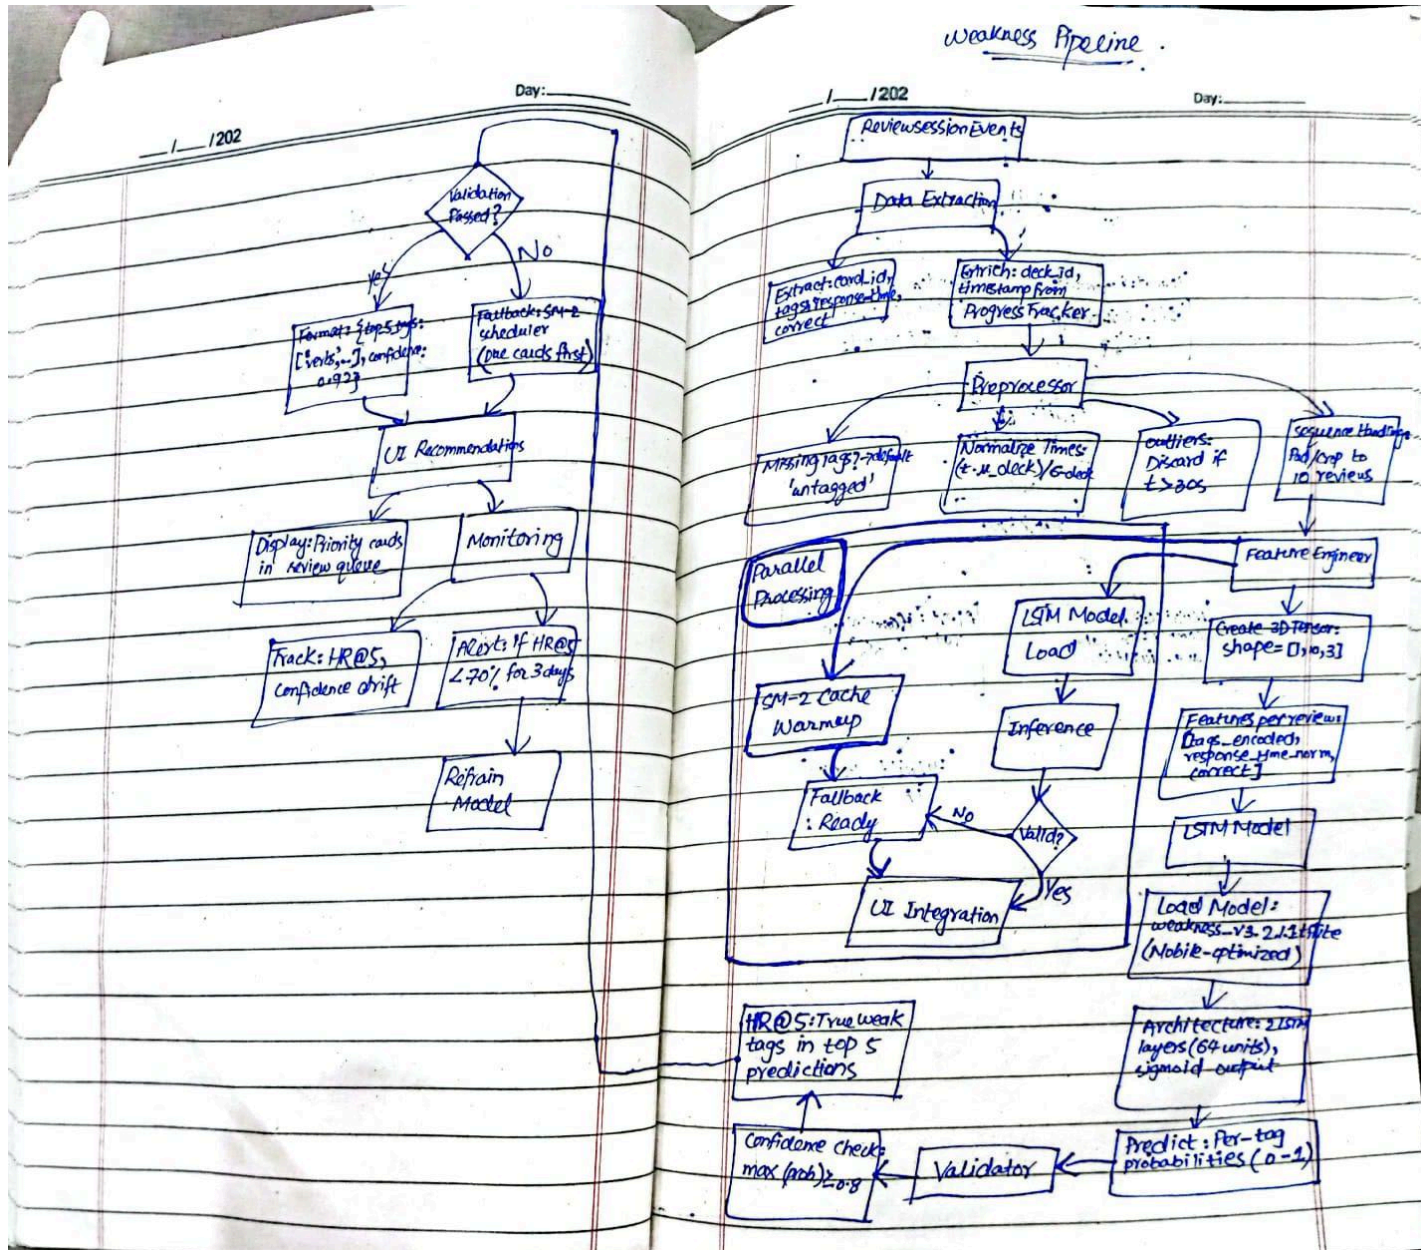 Weakness Pipeline.
Day:
__/__/202
Validation
Passed?
Yes
No
Format: {top5_tags:
['verbs',...], confidence:
0.92}
Fallback: SM-2
scheduler
(Due cards first)
UI Recommendations
Display: Priority cards
in review queue
Monitoring
Track: HR@5,
confidence drift
Alert: If HR@5
<70% for 3 days
Model
__/__/202
Day:
ReviewsessionEvents
Data Extraction
Extract: card_id,
tags, response_time,
correct
Enrich: deck_id,
timestamp from
ProgressTracker
Preprocessor
Missing Tags? → default
'untagged'
Normalize Times:
outliers:
Discard if
t>30s
Sequence Handling:
Pad/Crop to
10 reviews
Feature Engineer
Parallel
Processing
LSTM Model
Load
Create 3D Tensor:
shape= [1,10,3]
SM-2 Cache
Warmup
Inference
Features per review:
[tags_encoded,
response_time_norm,
correct]
Fallback
: Ready
No
Valid?
Yes
LSTM Model
UI Integration
Load Model:
(Mobile-optimized)
Architecture: 2 LSTM
layers (64 units),
sigmoid output
HR@5: True weak
tags in top 5
predictions
Confidence check:
max (prob) ≥0.8
Validator
Predict: Per-tag
probabilities (0-1)